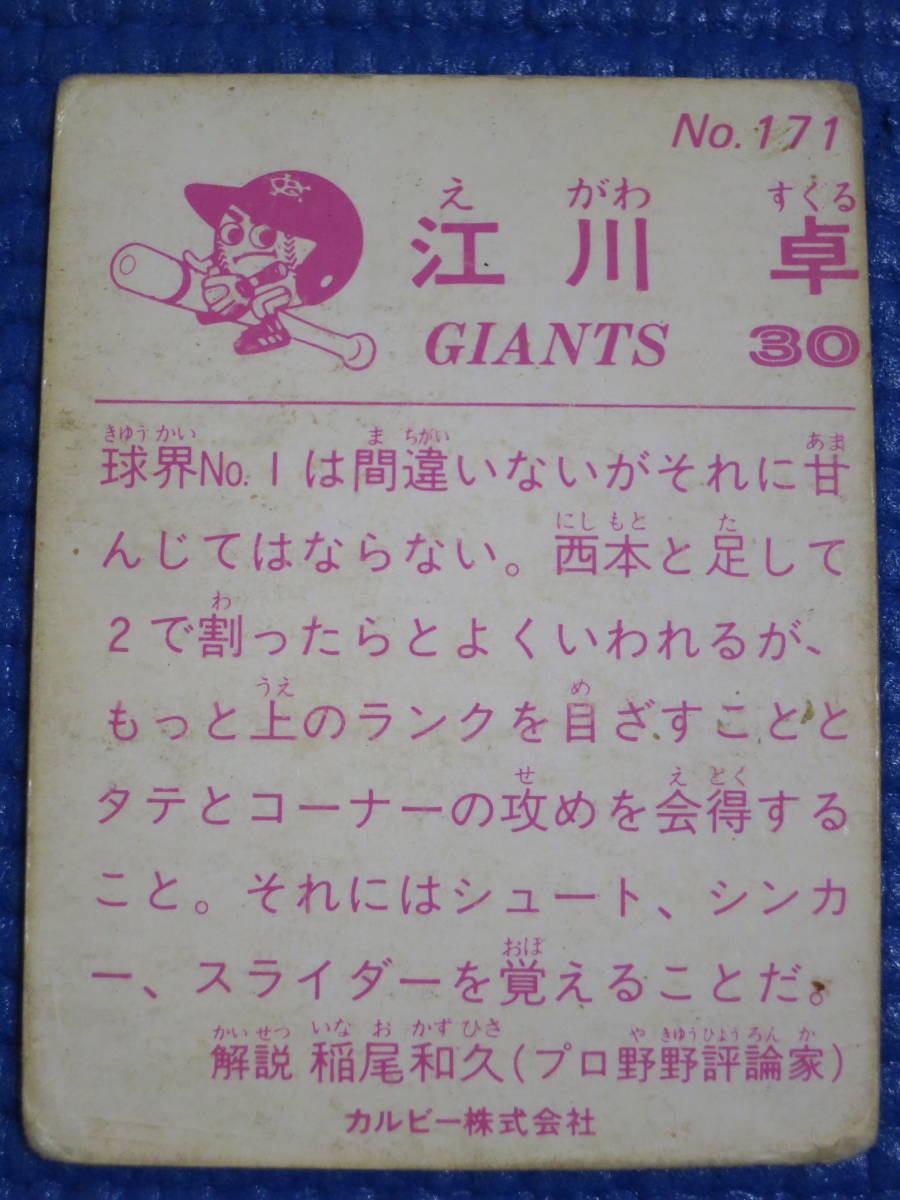 No.171
え がわ すぐる
江川 卓
GIANTS 30
きゆう かい ま ちがい あま
球界No.1は間違いないがそれに甘
にし もと た
んじてはならない。西本と足して
わ
2で割ったらとよくいわれるが、
うえ め
もっと上のランクを目ざすことと
せ え とく
タテとコーナーの攻めを会得する
こと。それにはシュート、シンカ
おぼ
ー、スライダーを覚えることだ。
かい せつ いな お かず ひさ や きゆう ひよう ろん か
解説 稲尾和久(プロ野野評論家)
カルビー株式会社